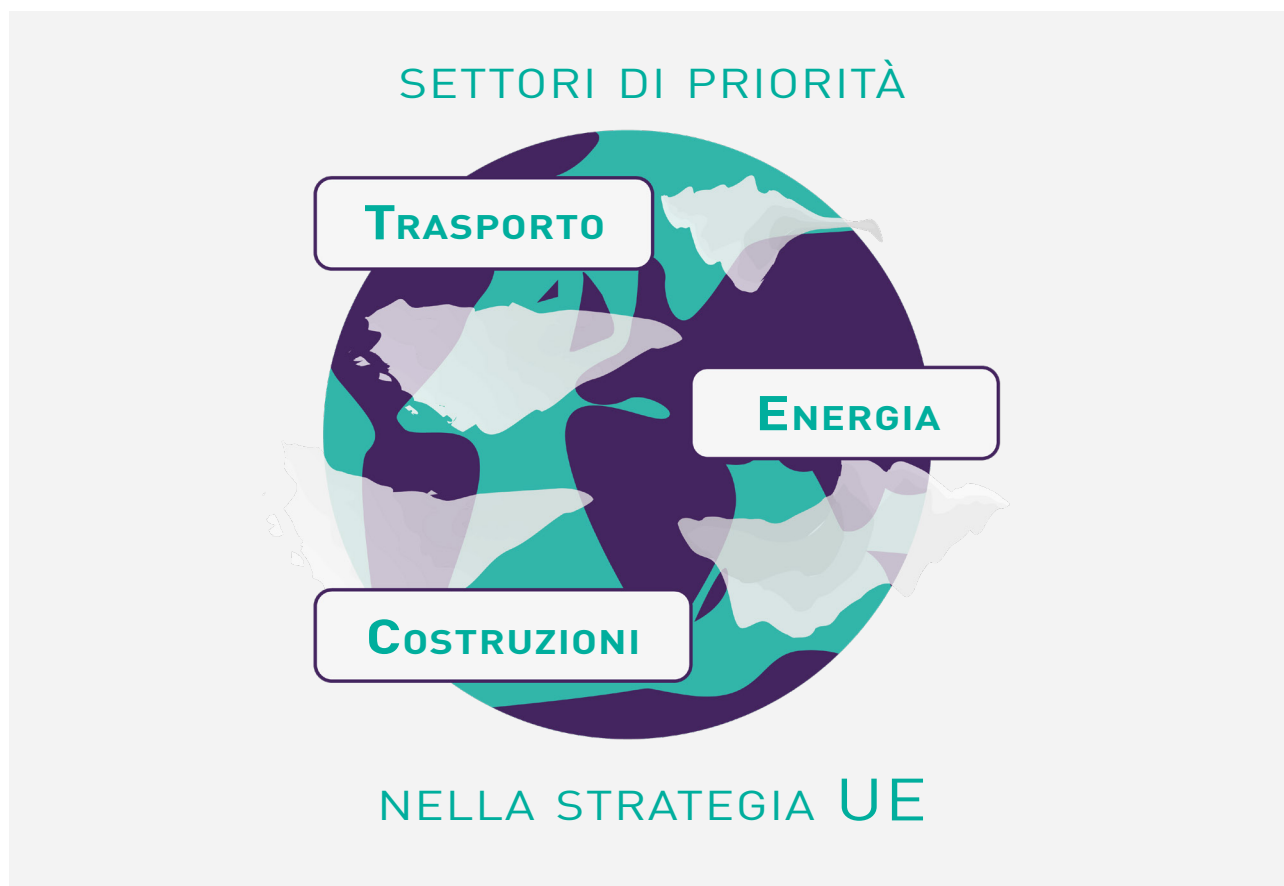 SETTORI DI PRIORITÀ
TRASPORTO
ENERGIA
COSTRUZIONI
NELLA STRATEGIA UE